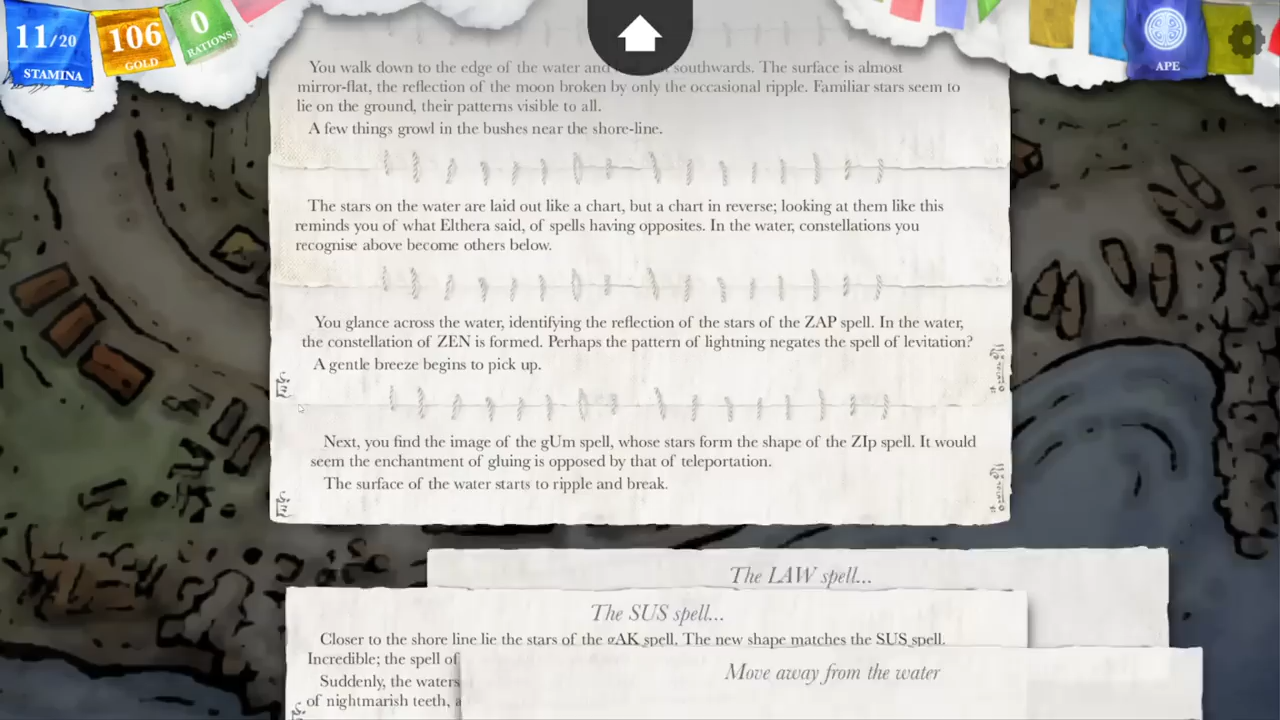 11/20
STAMINA
106
GOLD
0
RATIONS
APE
You walk down to the edge of the water and southwards. The surface is almost
mirror-flat, the reflection of the moon broken by only the occasional ripple. Familiar stars seem to
lie on the ground, their patterns visible to all.
A few things growl in the bushes near the shore-line.
The stars on the water are laid out like a chart, but a chart in reverse; looking at them like this
reminds you of what Elthera said, of spells having opposites. In the water, constellations you
recognise above become others below.
You glance across the water, identifying the reflection of the stars of the ZAP spell. In the water,
the constellation of ZEN is formed. Perhaps the pattern of lightning negates the spell of levitation?
A gentle breeze begins to pick up.
Next, you find the image of the gUm spell, whose stars form the shape of the ZIp spell. It would
seem the enchantment of gluing is opposed by that of teleportation.
The surface of the water starts to ripple and break.
The LAW spell...
The SUS spell...
Closer to the shore line lie the stars of the gAK spell. The new shape matches the SUS spell.
Incredible; the spell of
Suddenly, the waters
of nightmarish teeth, a
Move away from the water